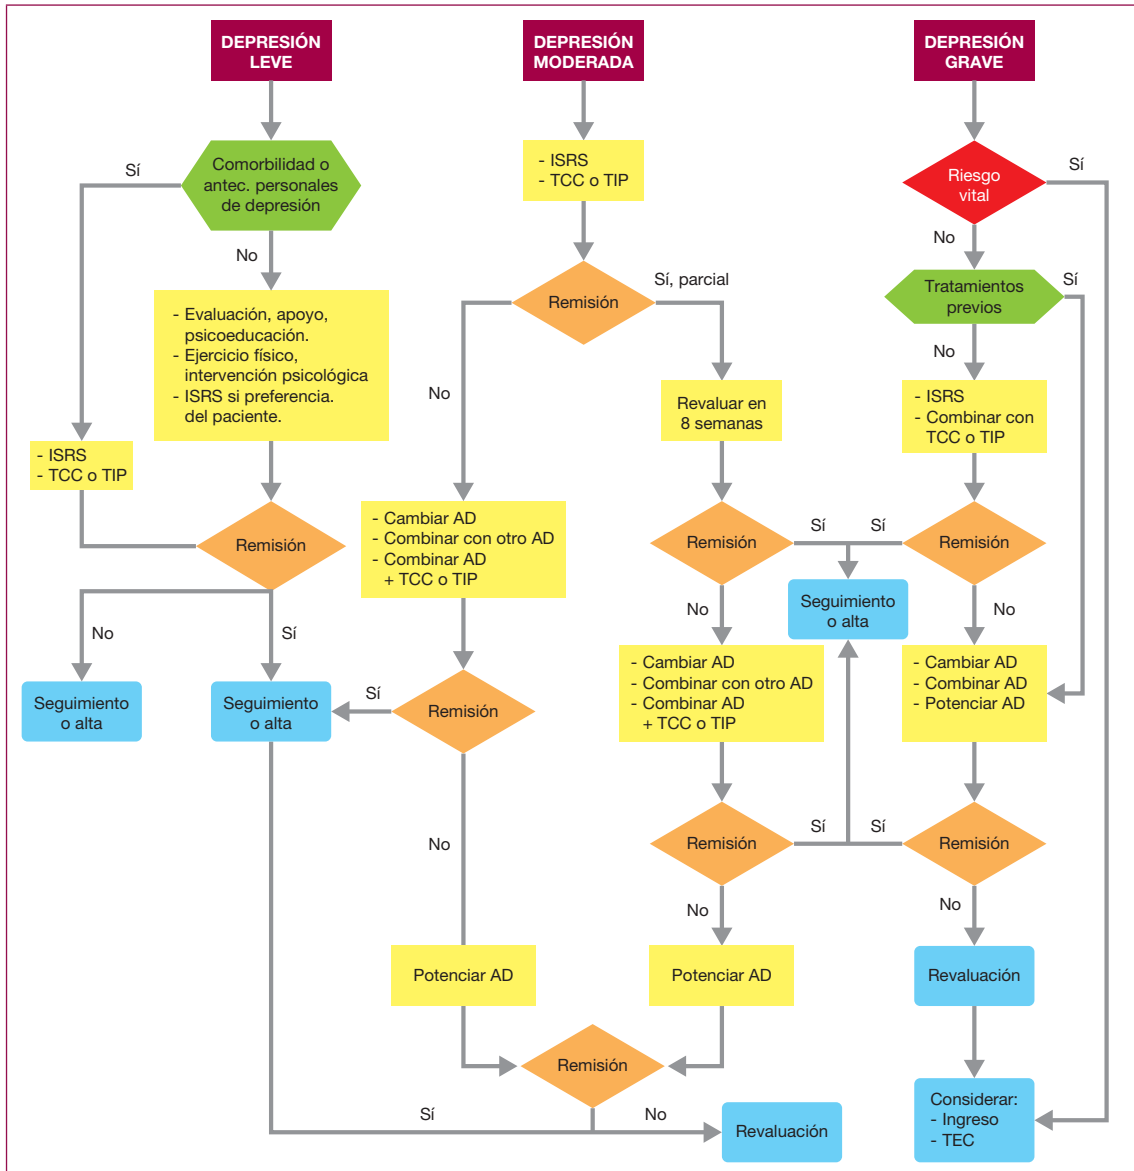 DEPRESIÓN
LEVE
DEPRESIÓN
MODERADA
DEPRESIÓN
GRAVE
Sí
Comorbilidad o
antec. personales
de depresión
No
- Evaluación, apoyo,
psicoeducación.
- Ejercicio físico,
intervención psicológica
- ISRS si preferencia.
del paciente.
- ISRS
- TCC o TIP
Remisión
No
Sí
Seguimiento
o alta
Seguimiento
o alta
- ISRS
- TCC o TIP
Remisión
Sí, parcial
No
Revaluar en
8 semanas
- Cambiar AD
- Combinar con otro AD
- Combinar AD
+ TCC o TIP
Remisión
Sí
No
Potenciar AD
Remisión
Sí
No
- Cambiar AD
- Combinar con otro AD
- Combinar AD
+ TCC o TIP
Remisión
Sí
No
Potenciar AD
Remisión
Sí
No
Revaluación
Riesgo
vital
Sí
No
Tratamientos
previos
Sí
No
- ISRS
- Combinar con
TCC o TIP
Remisión
Sí
No
Seguimiento
o alta
- Cambiar AD
- Combinar AD
- Potenciar AD
Remisión
Sí
No
Revaluación
Considerar:
- Ingreso
- TEC